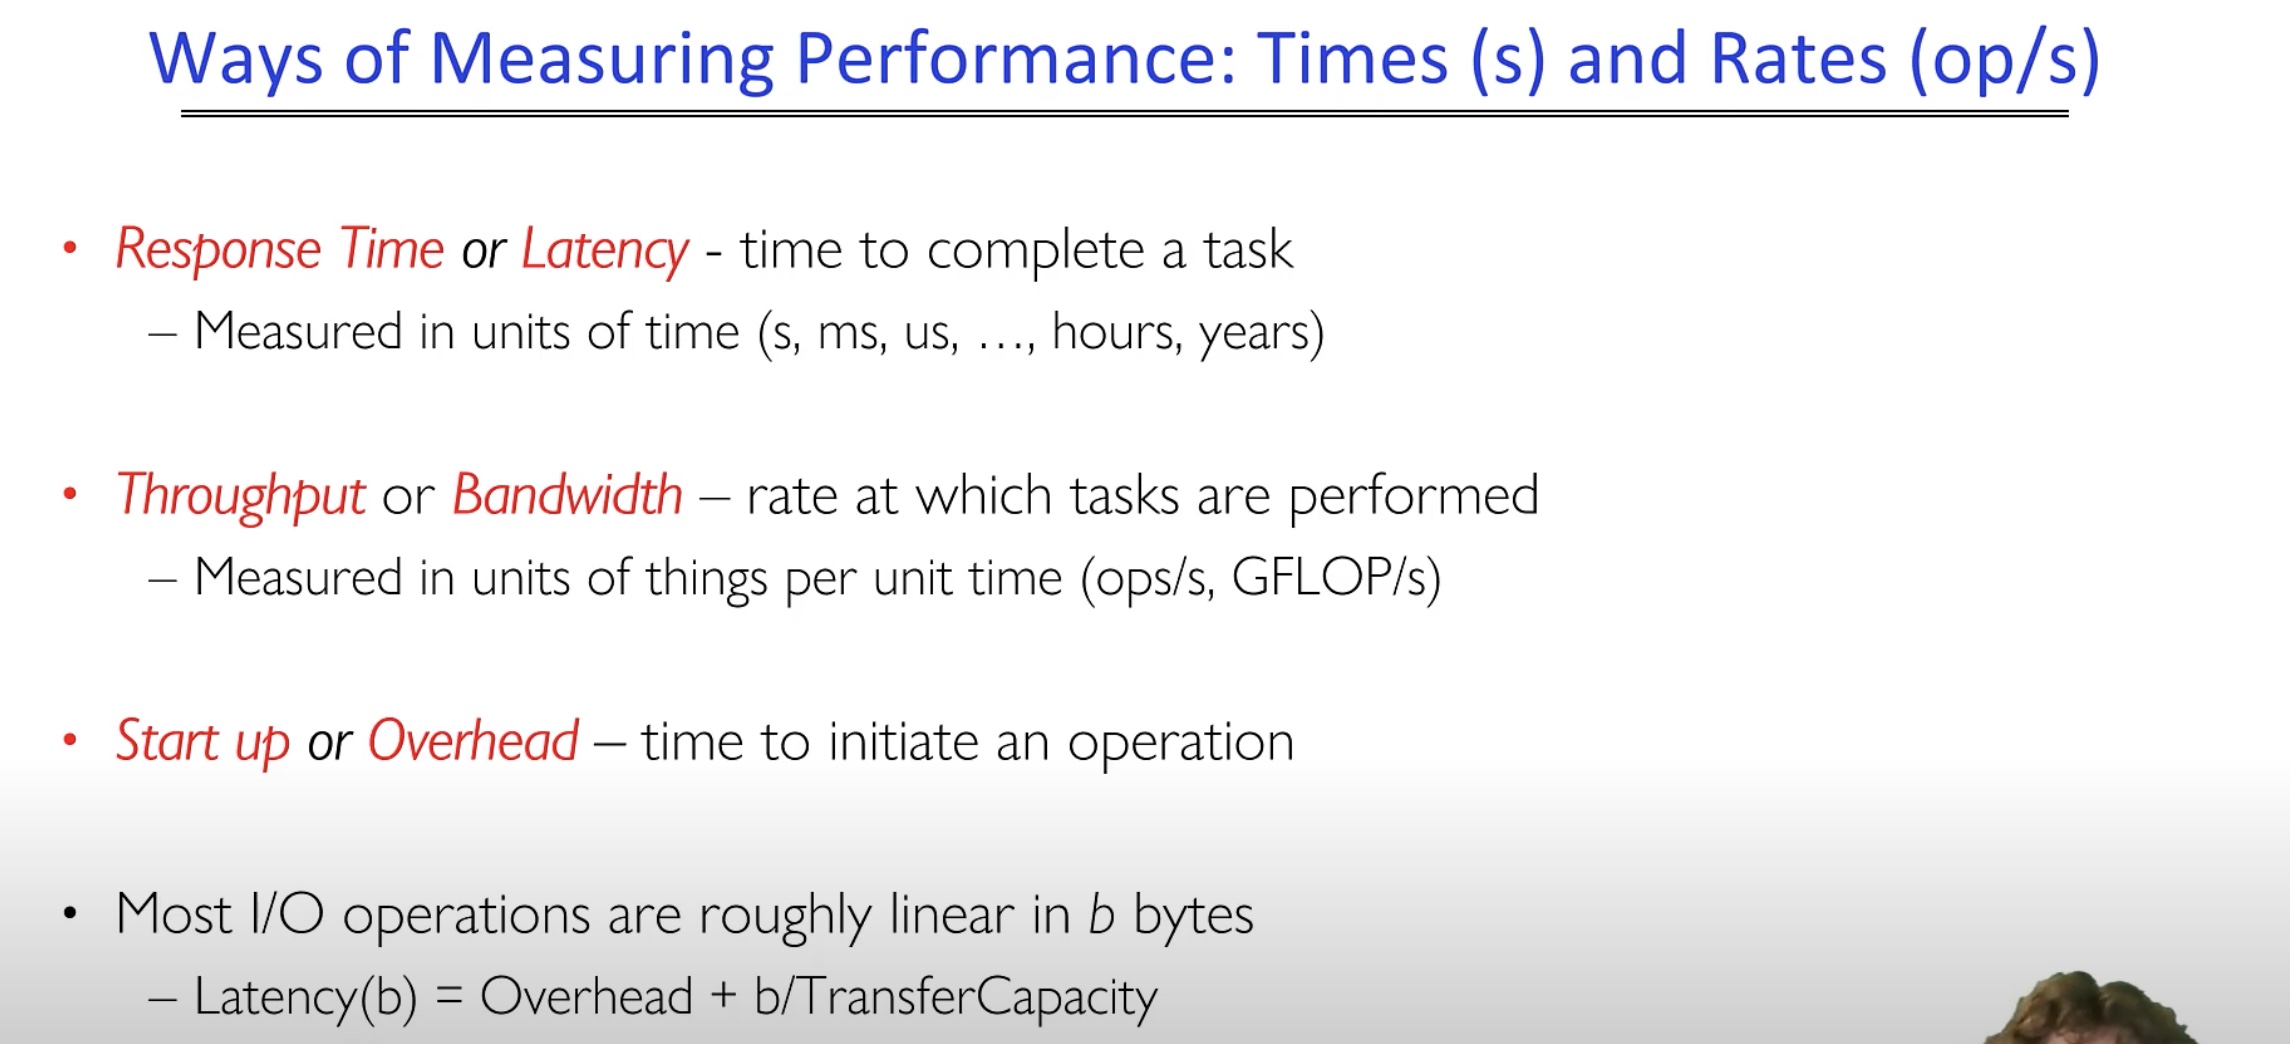 Ways of Measuring Performance: Times (s) and Rates (op/s)
• Response Time or Latency - time to complete a task
– Measured in units of time (s, ms, us, …, hours, years)
• Throughput or Bandwidth – rate at which tasks are performed
– Measured in units of things per unit time (ops/s, GFLOP/s)
• Start up or Overhead – time to initiate an operation
• Most I/O operations are roughly linear in b bytes
– Latency(b) = Overhead + b/TransferCapacity